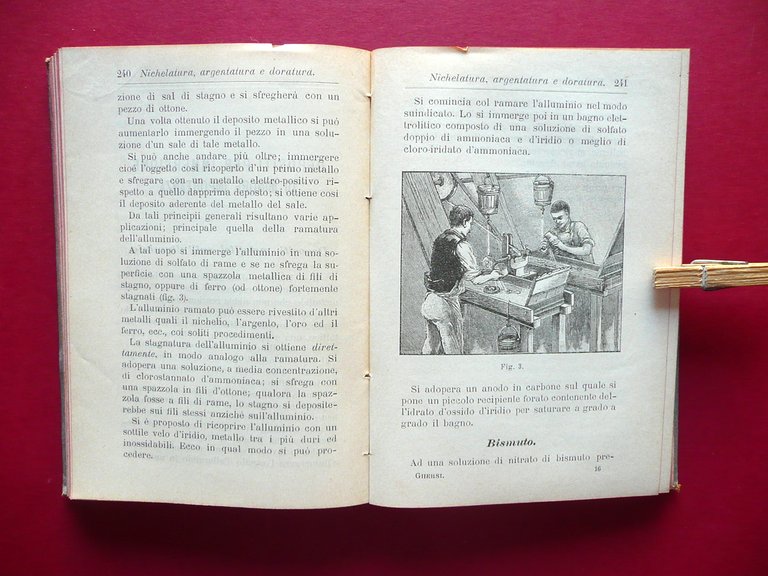 240 Nichelatura, argentatura e doratura.
zione di sal di stagno e si sfregherà con un
pezzo di ottone.
Una volta ottenuto il deposito metallico si può
aumentarlo immergendo il pezzo in una solu-
zione d'un sale di tale metallo.
Si può anche andare più oltre; immergere
cioè l'oggetto così ricoperto d'un primo metallo
e sfregare con un metallo elettro-positivo ri-
spetto a quello dapprima deposto; si ottiene così
il deposito aderente del metallo del sale.
Da tali principii generali risultano varie ap-
plicazioni; principale quella della ramatura
dell'alluminio.
A tal uopo si immerge l'alluminio in una so-
luzione di solfato di rame e se ne sfrega la su-
perficie con una spazzola metallica di fili di
stagno, oppure di ferro (od ottone) fortemente
stagnati (fig. 3).
L'alluminio ramato può essere rivestito d'altri
metalli quali il nichelio, l'argento, l'oro ed il
ferro, ecc., coi soliti procedimenti.
La stagnatura dell'alluminio si ottiene diret-
tamente, in modo analogo alla ramatura. Si
adopera una soluzione, a media concentrazione,
di clorostannato d'ammoniaca; si sfrega con
una spazzola in fili d'ottone; qualora la spaz-
zola fosse a fili di rame, lo stagno si deposite-
rebbe sui fili stessi anziché sull'alluminio.
Si è proposto di ricoprire l'alluminio con un
sottile velo d'iridio, metallo tra i più duri ed
inossidabili. Ecco in qual modo si può pro-
cedere.
Nichelatura, argentatura e doratura. 241
Si comincia col ramare l'alluminio nel modo
suindicato. Lo si immerge poi in un bagno elet-
trolitico composto di una soluzione di solfato
doppio di ammoniaca e d'iridio o meglio di
cloro-iridato d'ammoniaca.
Fig. 3.
Si adopera un anodo in carbone sul quale si
pone un piccolo recipiente forato contenente del-
l'idrato d'ossido d'iridio per saturare a grado a
grado il bagno.
Bismuto.
Ad una soluzione di nitrato di bismuto pre-
GHERSI. 16